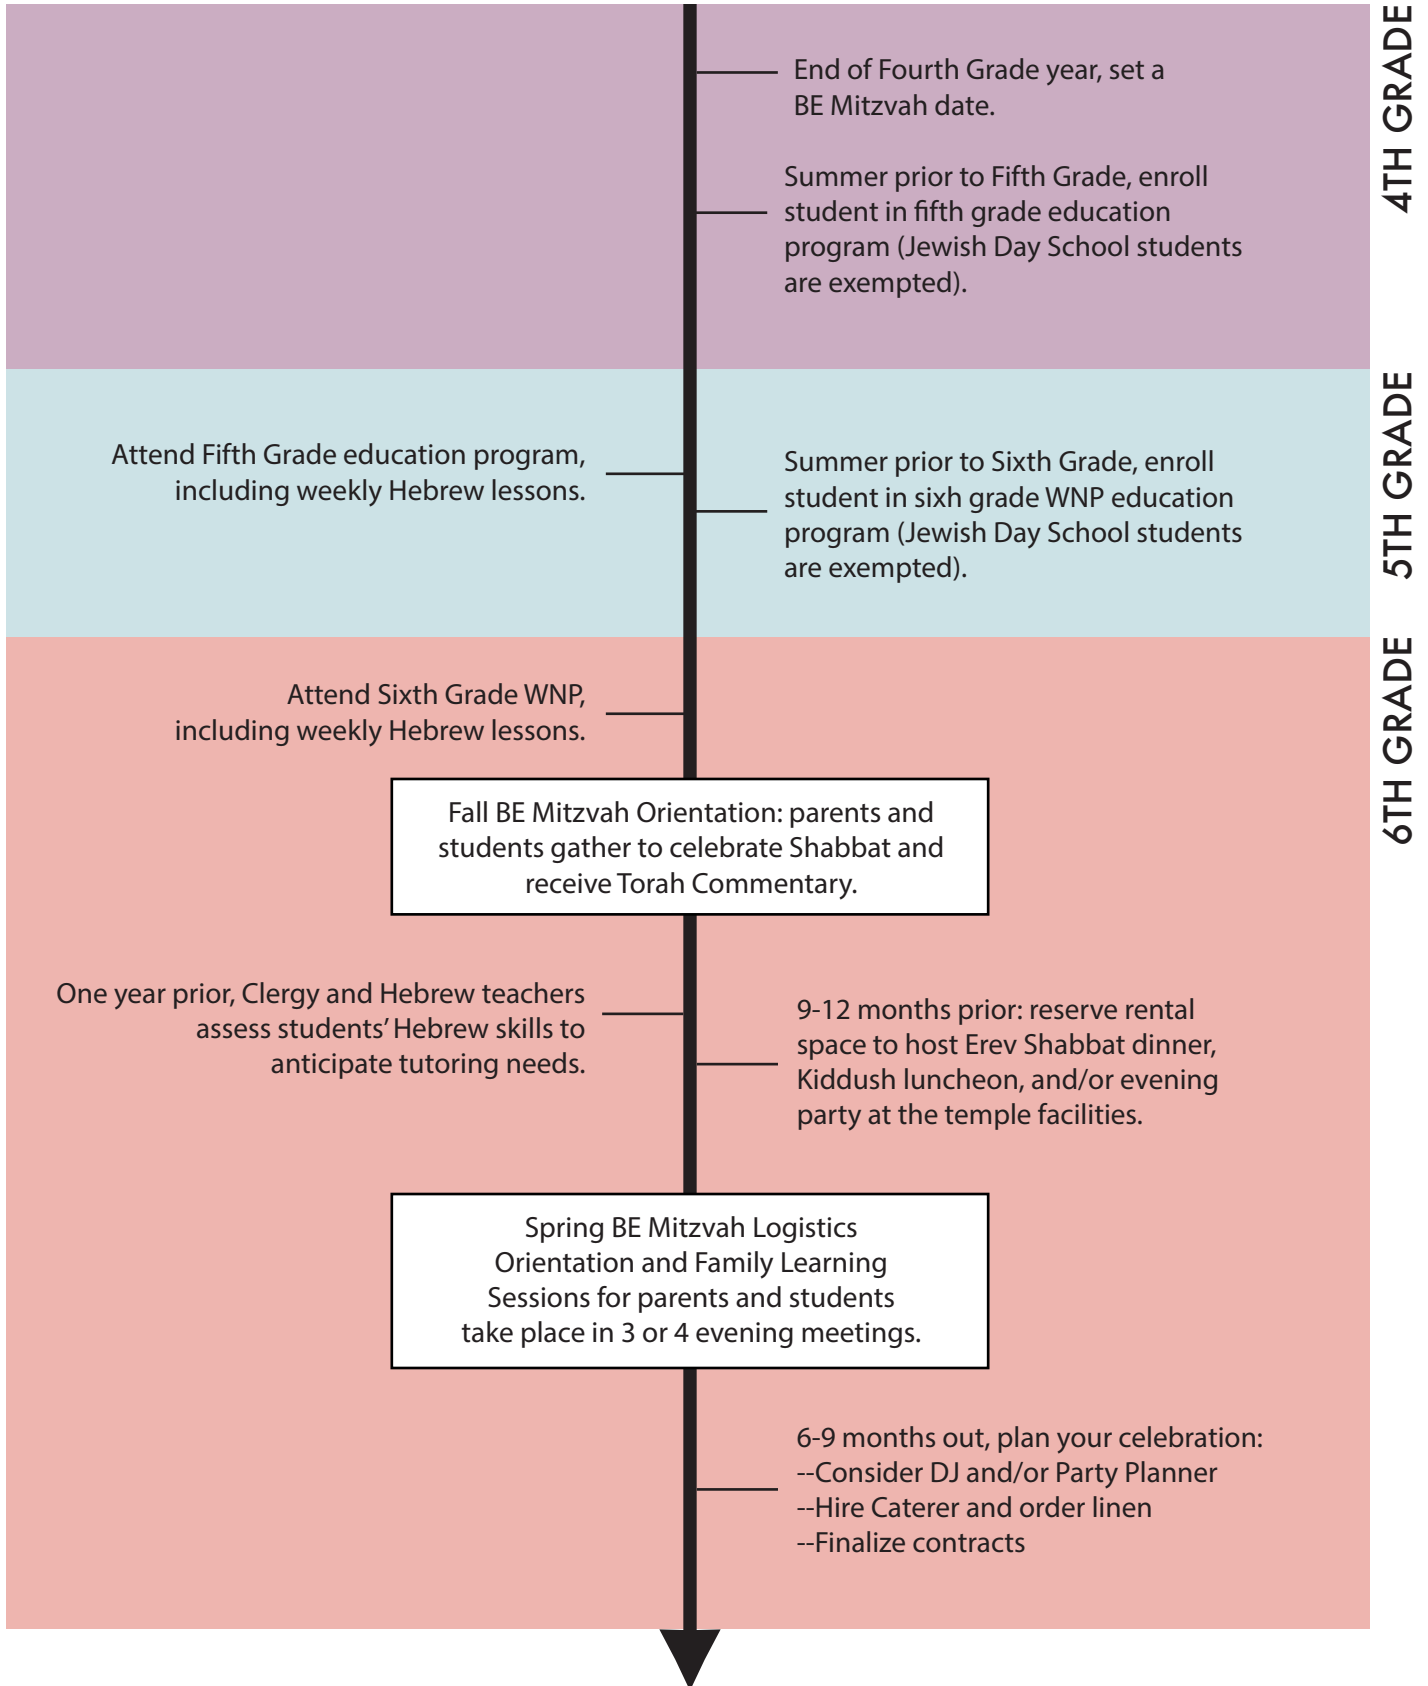 4TH GRADE
End of Fourth Grade year, set a
BE Mitzvah date.
Summer prior to Fifth Grade, enroll
student in fifth grade education
program (Jewish Day School students
are exempted).
5TH GRADE
Attend Fifth Grade education program,
including weekly Hebrew lessons.
Summer prior to Sixth Grade, enroll
student in sixh grade WNP education
program (Jewish Day School students
are exempted).
6TH GRADE
Attend Sixth Grade WNP,
including weekly Hebrew lessons.
Fall BE Mitzvah Orientation: parents and
students gather to celebrate Shabbat and
receive Torah Commentary.
One year prior, Clergy and Hebrew teachers
assess students’ Hebrew skills to
anticipate tutoring needs.
9-12 months prior: reserve rental
space to host Erev Shabbat dinner,
Kiddush luncheon, and/or evening
party at the temple facilities.
Spring BE Mitzvah Logistics
Orientation and Family Learning
Sessions for parents and students
take place in 3 or 4 evening meetings.
6-9 months out, plan your celebration:
--Consider DJ and/or Party Planner
--Hire Caterer and order linen
--Finalize contracts